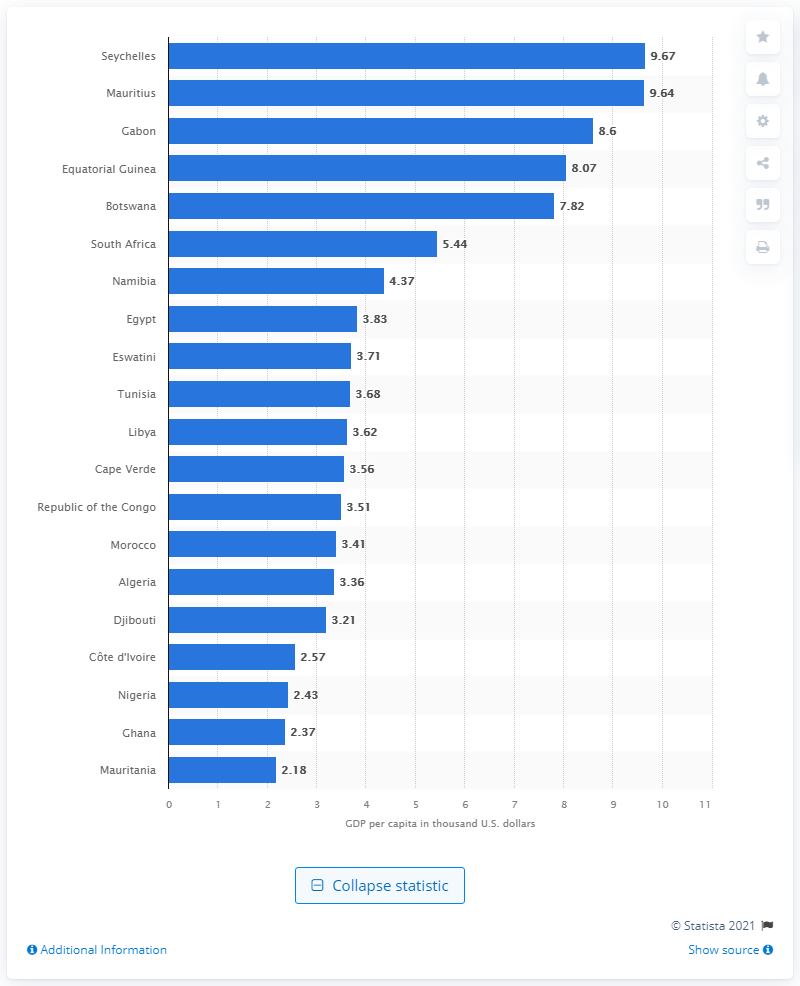 Seychelles 9.67
Mauritius 9.64
Gabon 8.6
Equatorial Guinea 8.07
Botswana 7.82
South Africa 5.44
Namibia 4.37
Egypt 3.83
Eswatini 3.71
Tunisia 3.68
Libya 3.62
Cape Verde 3.56
Republic of the Congo 3.51
Morocco 3.41
Algeria 3.36
Djibouti 3.21
Côte d'Ivoire 2.57
Nigeria 2.43
Ghana 2.37
Mauritania 2.18
0 1 2 3 4 5 6 7 8 9 10 11
GDP per capita in thousand U.S. dollars
Collapse statistic
© Statista 2021
Additional Information Show source